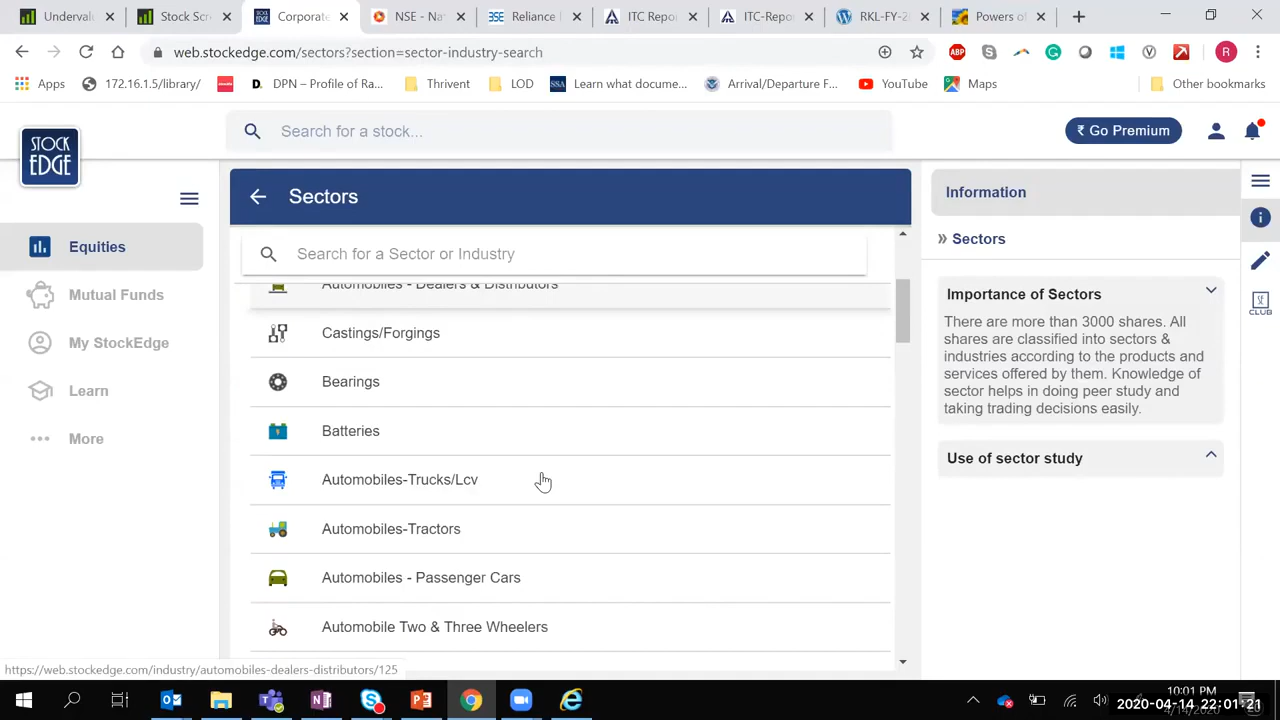 Underval
Stock Scr
Corporate
NSE - Na
Reliance
ITC Repo
ITC-Repo
RKL-FY-2
Powers of
web.stockedge.com/sectors?section=sector-industry-search
ABP
R
Apps
172.16.1.5/library/
DPN – Profile of Ra...
Thrivent
LOD
SSA
Learn what docume...
Arrival/Departure F...
YouTube
Maps
Other bookmarks
STOCK
EDGE
Search for a stock...
₹ Go Premium
Equities
Mutual Funds
My StockEdge
Learn
More
Sectors
Search for a Sector or Industry
Automobiles - Dealers & Distributors
Castings/Forgings
Bearings
Batteries
Automobiles-Trucks/Lcv
Automobiles-Tractors
Automobiles - Passenger Cars
Automobile Two & Three Wheelers
Information
» Sectors
Importance of Sectors
There are more than 3000 shares. All
shares are classified into sectors &
industries according to the products and
services offered by them. Knowledge of
sector helps in doing peer study and
taking trading decisions easily.
Use of sector study
CLUB
https://web.stockedge.com/industry/automobiles-dealers-distributors/125
10:01 PM
4/14/2020
2020-04-14 22:01:21